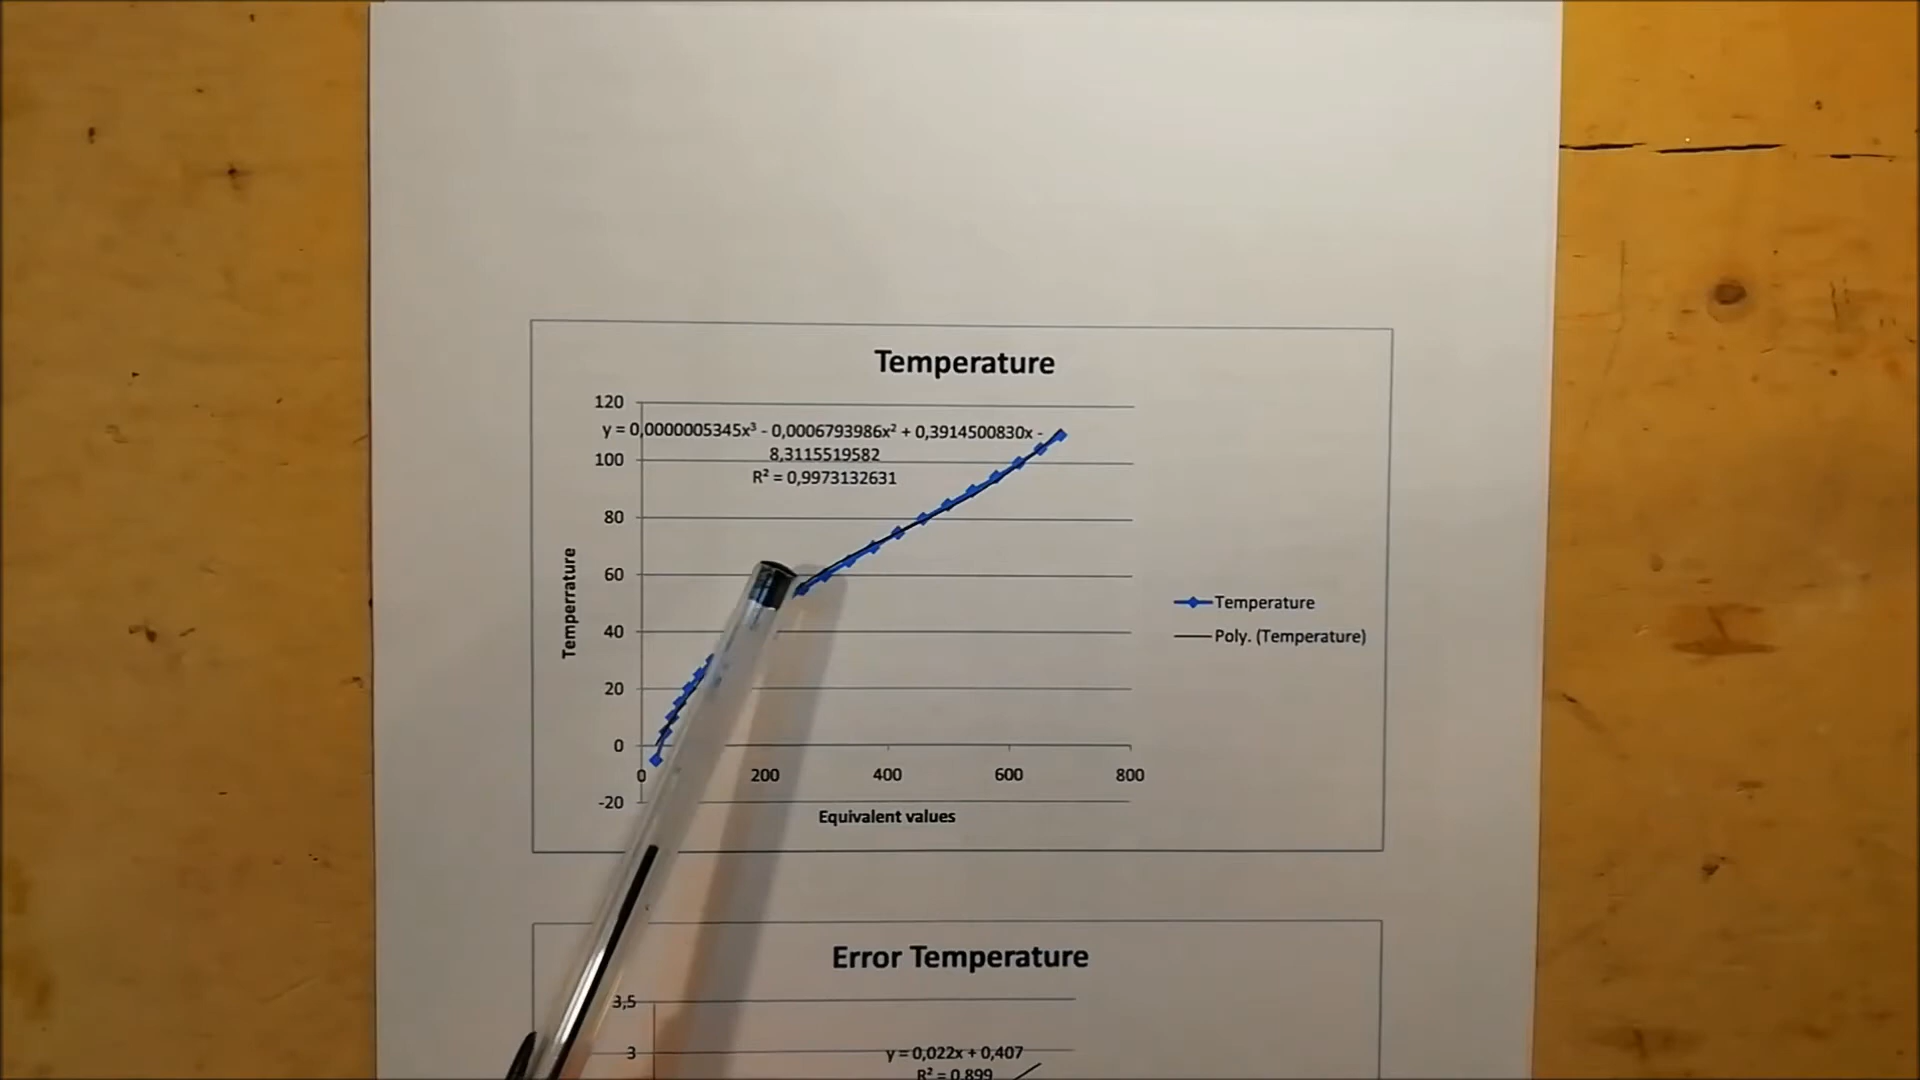 Temperature
120
y = 0,0000005345x³ - 0,0006793986x² + 0,3914500830x -
8,3115519582
100
R² = 0,9973132631
80
60
40
20
0
-20
Temperrature
0 200 400 600 800
Equivalent values
Temperature
Poly. (Temperature)
Error Temperature
3,5
3
y = 0,022x + 0,407
R² = 0,899